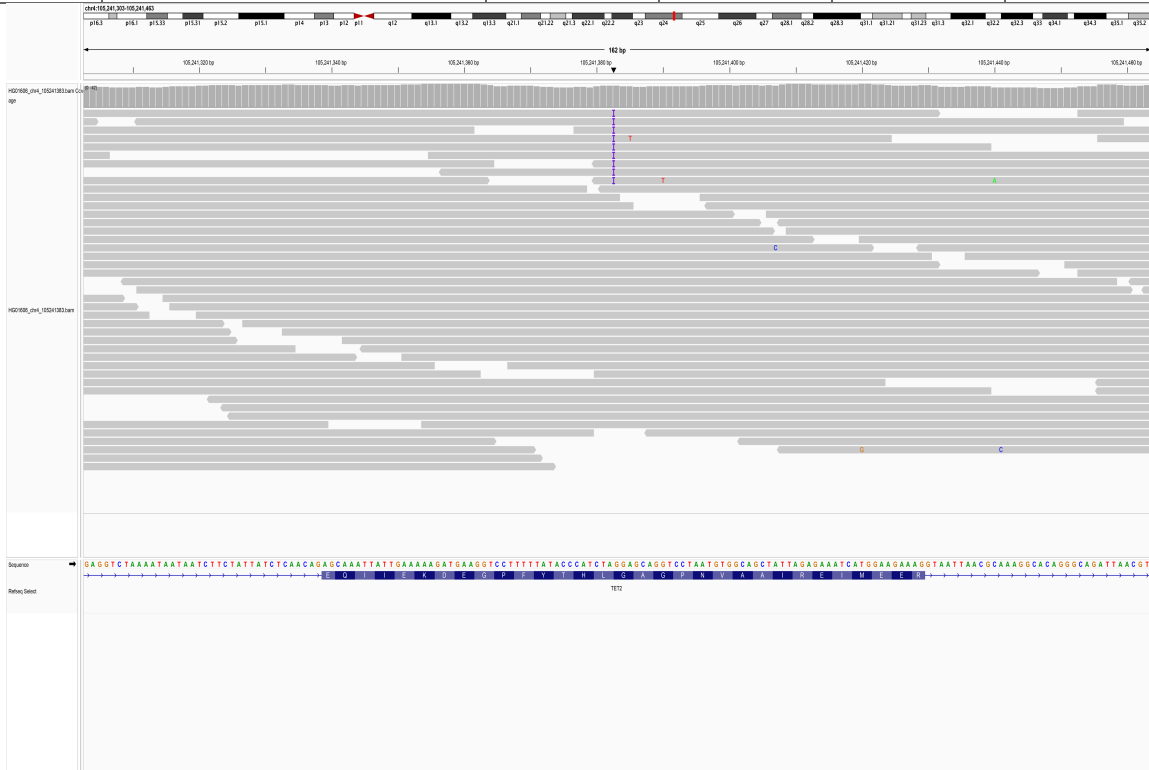 chr4:105,241,303-105,241,463
p16.3 p16.1 p15.33 p15.31 p15.2 p15.1 p14 p13 p12 p11 q12 q13.1 q13.2 q13.3 q21.1 q21.22 q21.3 q22.1 q22.2 q23 q24 q25 q26 q27 q28.1 q28.2 q28.3 q31.1 q31.21 q31.23 q31.3 q32.1 q32.2 q32.3 q33 q34.1 q34.3 q35.1 q35.2
162 bp
105,241,320 bp 105,241,340 bp 105,241,360 bp 105,241,380 bp 105,241,400 bp 105,241,420 bp 105,241,440 bp 105,241,460 bp
HG01606_chr4_105241383.bam Cov
age
[0-42]
T
T A
C
HG01606_chr4_105241383.bam
G C
Sequence
GAGGTCTAAAATAATAATCTTCTATTATCTCAACAGAGCAAATTATTGAAAAAGATGAAGGTCCTTTTTATACCCATCTAGGAGCAGGTCCTAATGTGGCAGCTATTAGAGAAATCATGGAAGAAAGGTAATTAACGCAAAGGCACAGGGCAGATTAACGT
E Q I I E K D E G P F Y T H L G A G P N V A A I R E I M E E R
Refseq Select
TET2